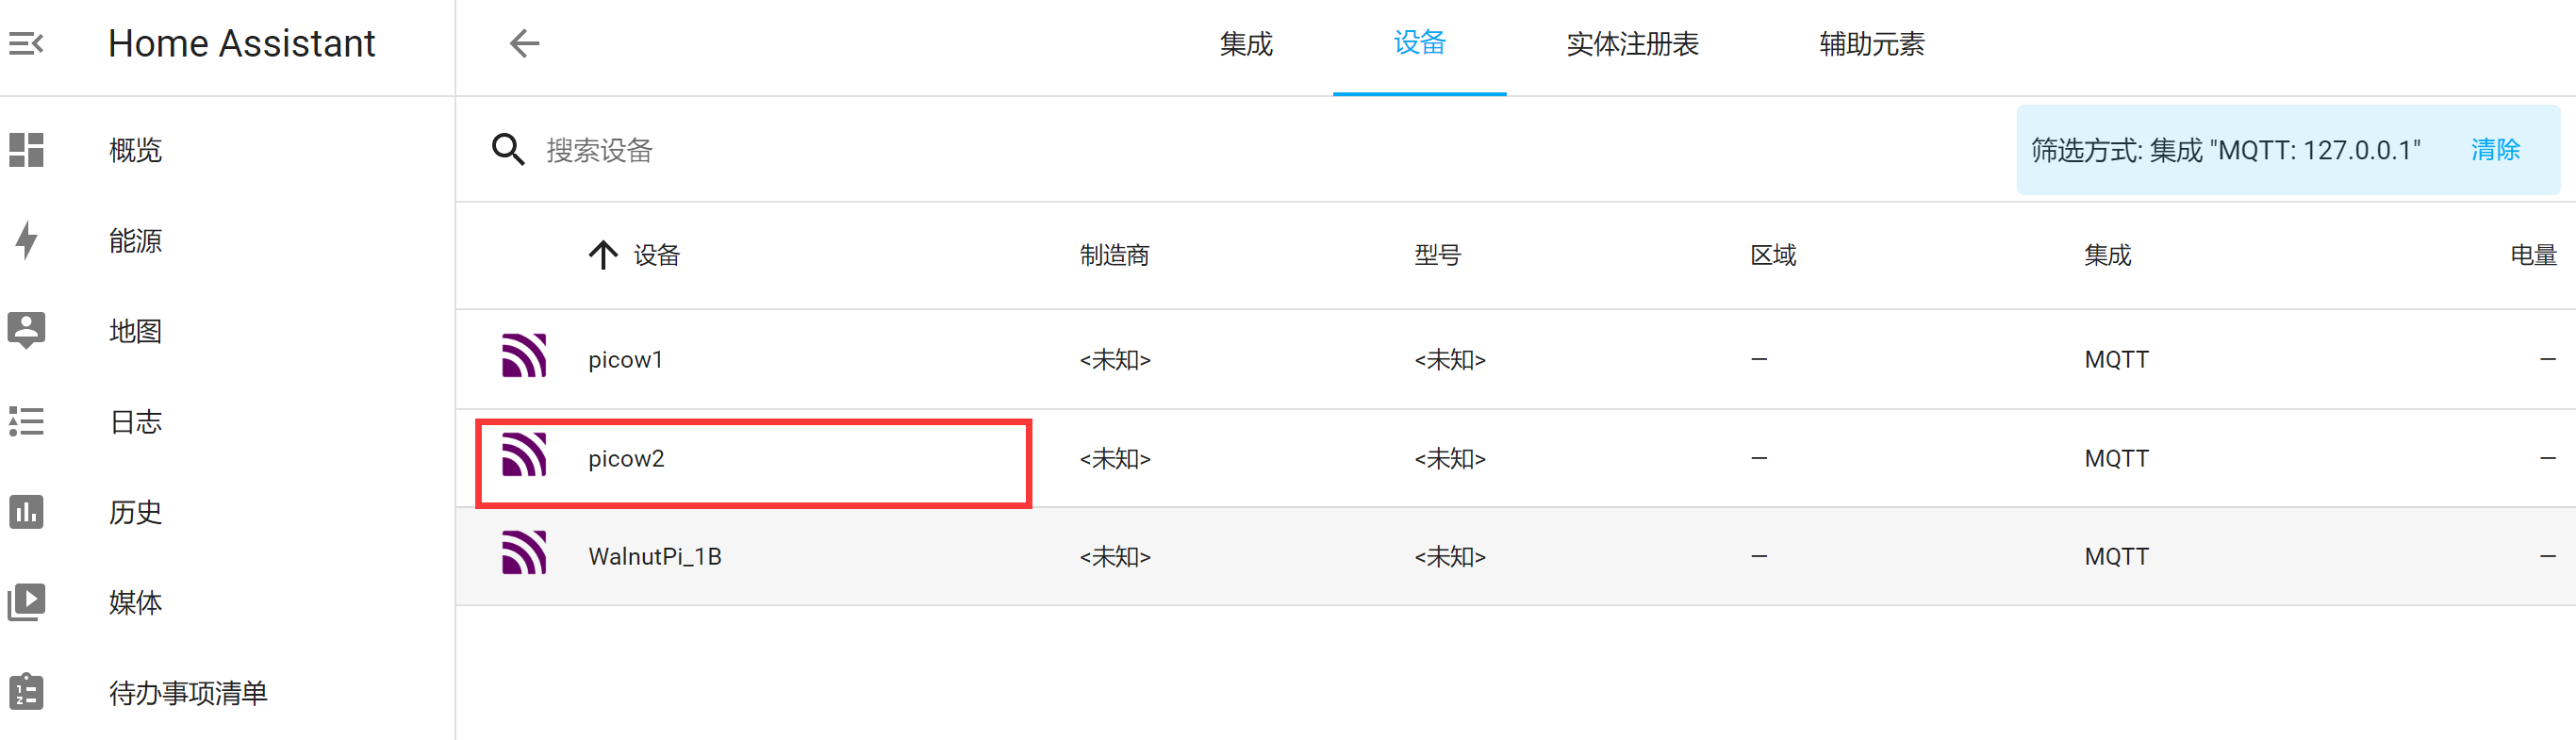 Home Assistant
集成 设备 实体注册表 辅助元素
概览
能源
地图
日志
历史
媒体
待办事项清单
搜索设备
筛选方式: 集成 "MQTT: 127.0.0.1" 清除
设备 制造商 型号 区域 集成 电量
picow1 <未知> <未知> — MQTT —
picow2 <未知> <未知> — MQTT —
WalnutPi_1B <未知> <未知> — MQTT —